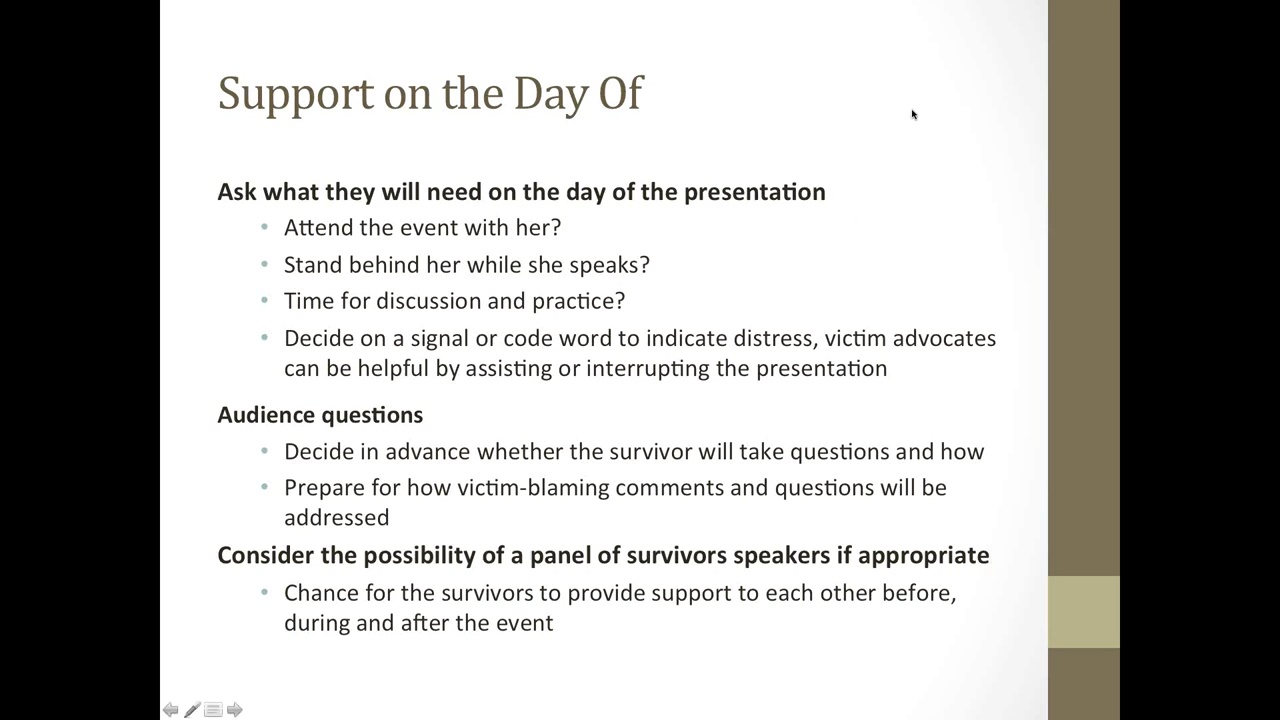 Support on the Day Of
Ask what they will need on the day of the presentation
• Attend the event with her?
• Stand behind her while she speaks?
• Time for discussion and practice?
• Decide on a signal or code word to indicate distress, victim advocates
can be helpful by assisting or interrupting the presentation
Audience questions
• Decide in advance whether the survivor will take questions and how
• Prepare for how victim-blaming comments and questions will be
addressed
Consider the possibility of a panel of survivors speakers if appropriate
• Chance for the survivors to provide support to each other before,
during and after the event